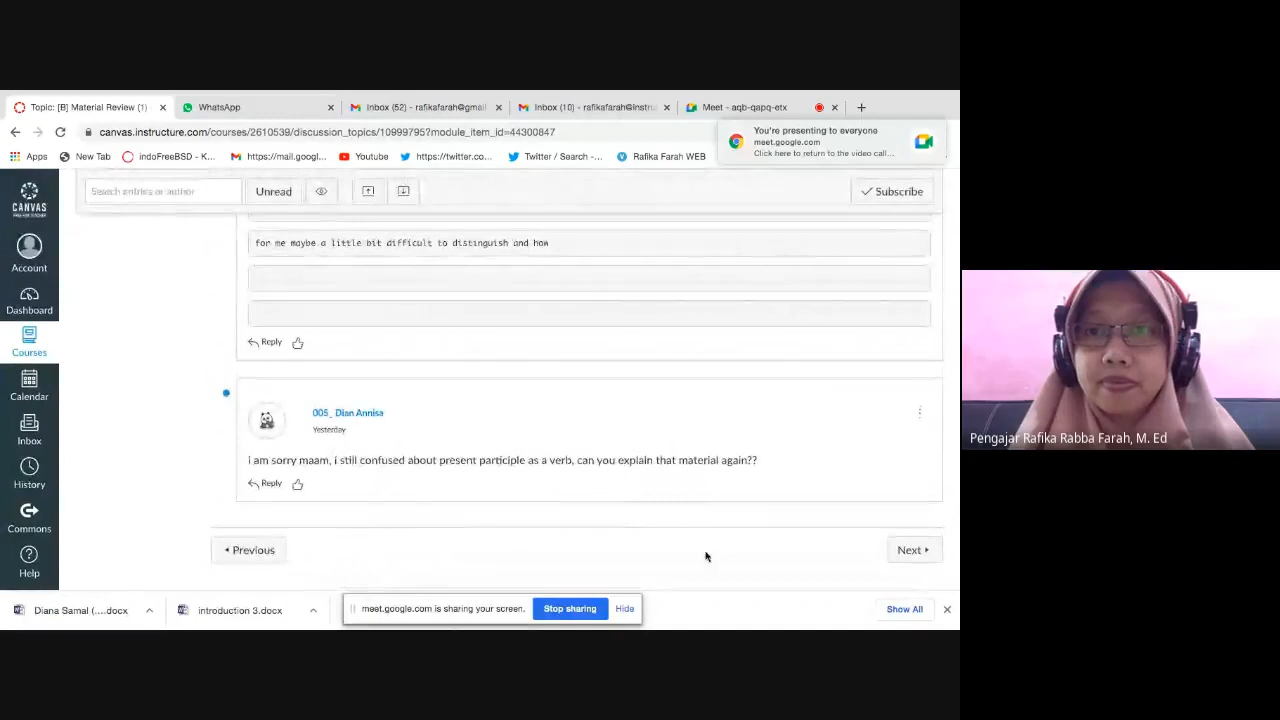 Topic: [B] Material Review (1)
WhatsApp
Inbox (52) - rafikafarah@gmail
Inbox (10) - rafikafarah@instru
Meet - aqb-qapq-etx
canvas.instructure.com/courses/2610539/discussion_topics/10999795?module_item_id=44300847
You're presenting to everyone
meet.google.com
Click here to return to the video call...
Apps
New Tab
indoFreeBSD - K...
https://mail.googl...
Youtube
https://twitter.co...
Twitter / Search -...
Rafika Farah WEB
CANVAS
Search entries or author
Unread
Subscribe
Account
Dashboard
Courses
Calendar
Inbox
History
Commons
Help
for me maybe a little bit difficult to distinguish and how
Reply
005_ Dian Annisa
Yesterday
i am sorry maam, i still confused about present participle as a verb, can you explain that material again??
Reply
Previous
Next
Diana Samal (....docx
introduction 3.docx
meet.google.com is sharing your screen.
Stop sharing
Hide
Show All
Pengajar Rafika Rabba Farah, M. Ed